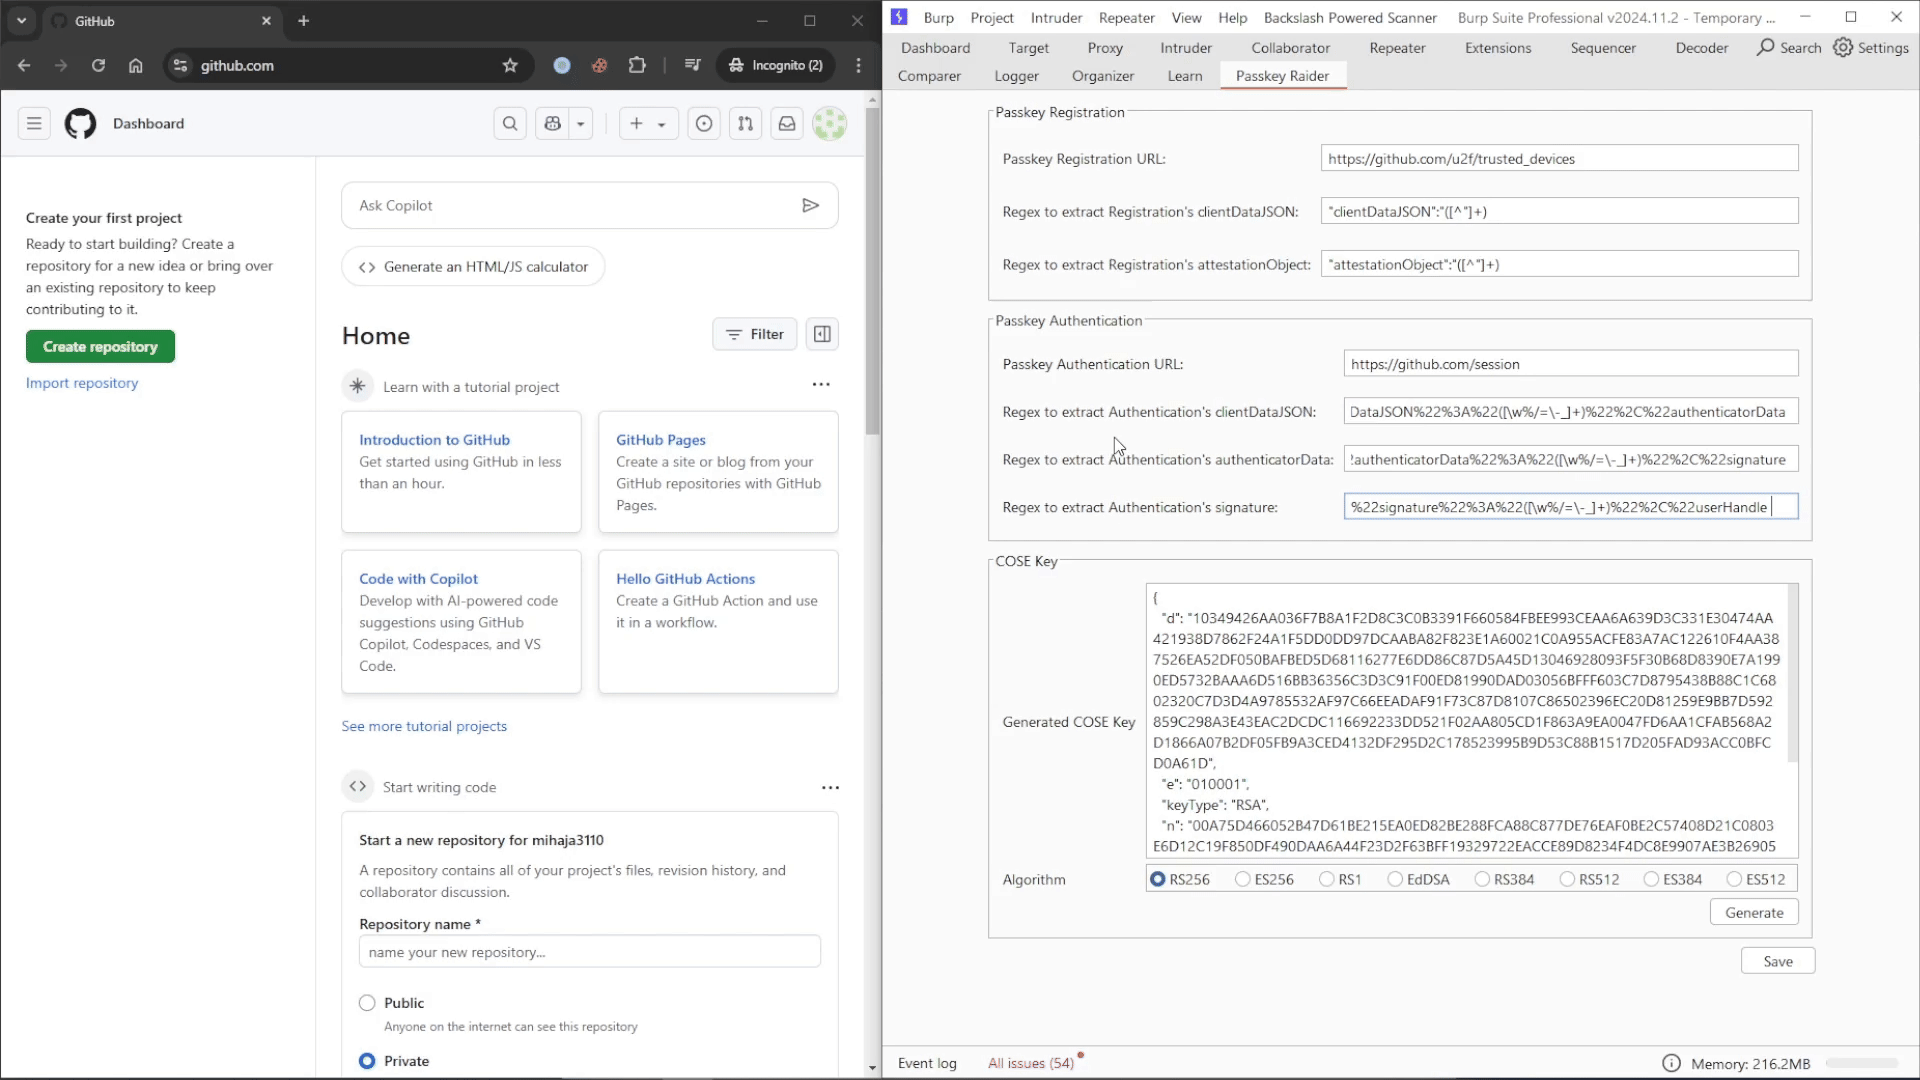 GitHub
github.com
Incognito (2)
Dashboard
Create your first project
Ready to start building? Create a
repository for a new idea or bring over
an existing repository to keep
contributing to it.
Create repository
Import repository
Ask Copilot
Generate an HTML/JS calculator
Home
Filter
Learn with a tutorial project
Introduction to GitHub
Get started using GitHub in less
than an hour.
GitHub Pages
Create a site or blog from your
GitHub repositories with GitHub
Pages.
Code with Copilot
Develop with AI-powered code
suggestions using GitHub
Copilot, Codespaces, and VS
Code.
Hello GitHub Actions
Create a GitHub Action and use
it in a workflow.
See more tutorial projects
Start writing code
Start a new repository for mihaja3110
A repository contains all of your project's files, revision history, and
collaborator discussion.
Repository name *
name your new repository...
Public
Anyone on the internet can see this repository
Private
Burp Project Intruder Repeater View Help Backslash Powered Scanner Burp Suite Professional v2024.11.2 - Temporary ...
Dashboard Target Proxy Intruder Collaborator Repeater Extensions Sequencer Decoder Search Settings
Comparer Logger Organizer Learn Passkey Raider
Passkey Registration
Passkey Registration URL: https://github.com/u2f/trusted_devices
Regex to extract Registration's clientDataJSON: "clientDataJSON":"([^"]+)
Regex to extract Registration's attestationObject: "attestationObject":"([^"]+)
Passkey Authentication
Passkey Authentication URL: https://github.com/session
Regex to extract Authentication's clientDataJSON: DataJSON%22%3A%22([\w%/=\-_]+)%22%2C%22authenticatorData
Regex to extract Authentication's authenticatorData: !authenticatorData%22%3A%22([\w%/=\-_]+)%22%2C%22signature
Regex to extract Authentication's signature: %22signature%22%3A%22([\w%/=\-_]+)%22%2C%22userHandle
COSE Key
Generated COSE Key
{
"d": "10349426AA036F7B8A1F2D8C3C0B3391F660584FBEE993CEAA6A639D3C331E30474AA
421938D7862F24A1F5DD0DD97DCAABA82F823E1A60021C0A955ACFE83A7AC122610F4AA38
7526EA52DF050BAFBED5D68116277E6DD86C87D5A45D13046928093F5F30B68D8390E7A199
0ED5732BAAA6D516BB36356C3D3C91F00ED81990DAD03056BFFF603C7D8795438B88C1C68
02320C7D3D4A9785532AF97C66EEADAF91F73C87D8107C86502396EC20D81259E9BB7D592
859C298A3E43EAC2DCDC116692233DD521F02AA805CD1F863A9EA0047FD6AA1CFAB568A2
D1866A07B2DF05FB9A3CED4132DF295D2C178523995B9D53C88B1517D205FAD93ACC0BFC
D0A61D",
"e": "010001",
"keyType": "RSA",
"n": "00A75D466052B47D61BE215EA0ED82BE288FCA88C877DE76EAF0BE2C57408D21C0803
E6D12C19F850DF490DAA6A44F23D2F63BFF19329722EACCE89D8234F4DC8E9907AE3B26905
Algorithm RS256 ES256 RS1 EdDSA RS384 RS512 ES384 ES512
Generate
Save
Event log All issues (54) Memory: 216.2MB